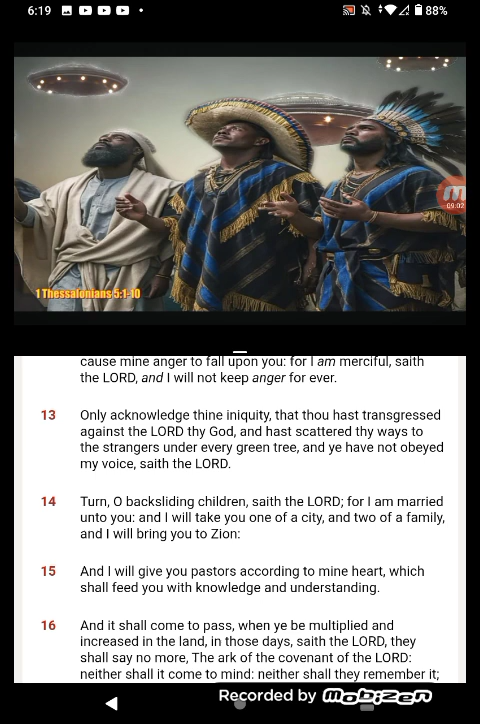 6:19
88%
09:02
1 Thessalonians 5:1-10
cause mine anger to fall upon you: for I am merciful, saith
the LORD, and I will not keep anger for ever.
13 Only acknowledge thine iniquity, that thou hast transgressed
against the LORD thy God, and hast scattered thy ways to
the strangers under every green tree, and ye have not obeyed
my voice, saith the LORD.
14 Turn, O backsliding children, saith the LORD; for I am married
unto you: and I will take you one of a city, and two of a family,
and I will bring you to Zion:
15 And I will give you pastors according to mine heart, which
shall feed you with knowledge and understanding.
16 And it shall come to pass, when ye be multiplied and
increased in the land, in those days, saith the LORD, they
shall say no more, The ark of the covenant of the LORD:
neither shall it come to mind: neither shall they remember it;
Recorded by Mobizen